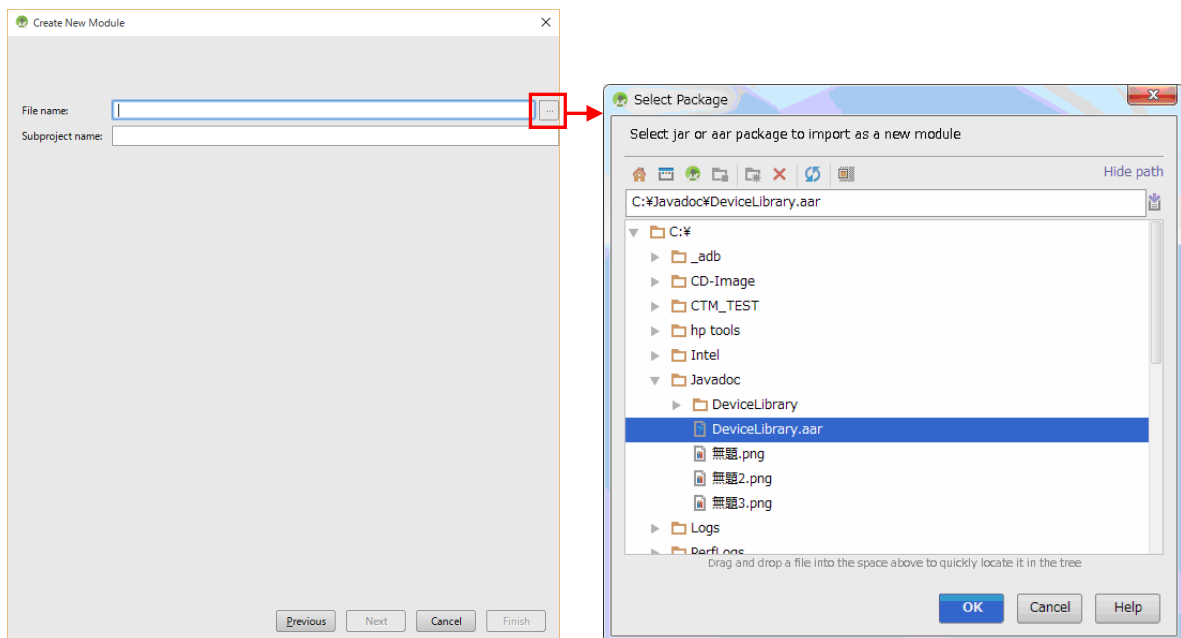 Create New Module
File name:
...
Subproject name:
Previous
Next
Cancel
Finish
Select Package
Select jar or aar package to import as a new module
Hide path
C:¥Javadoc¥DeviceLibrary.aar
C:¥
_adb
CD-Image
CTM_TEST
hp tools
Intel
Javadoc
DeviceLibrary
DeviceLibrary.aar
無題.png
無題2.png
無題3.png
Logs
PerfLogs
Drag and drop a file into the space above to quickly locate it in the tree
OK
Cancel
Help